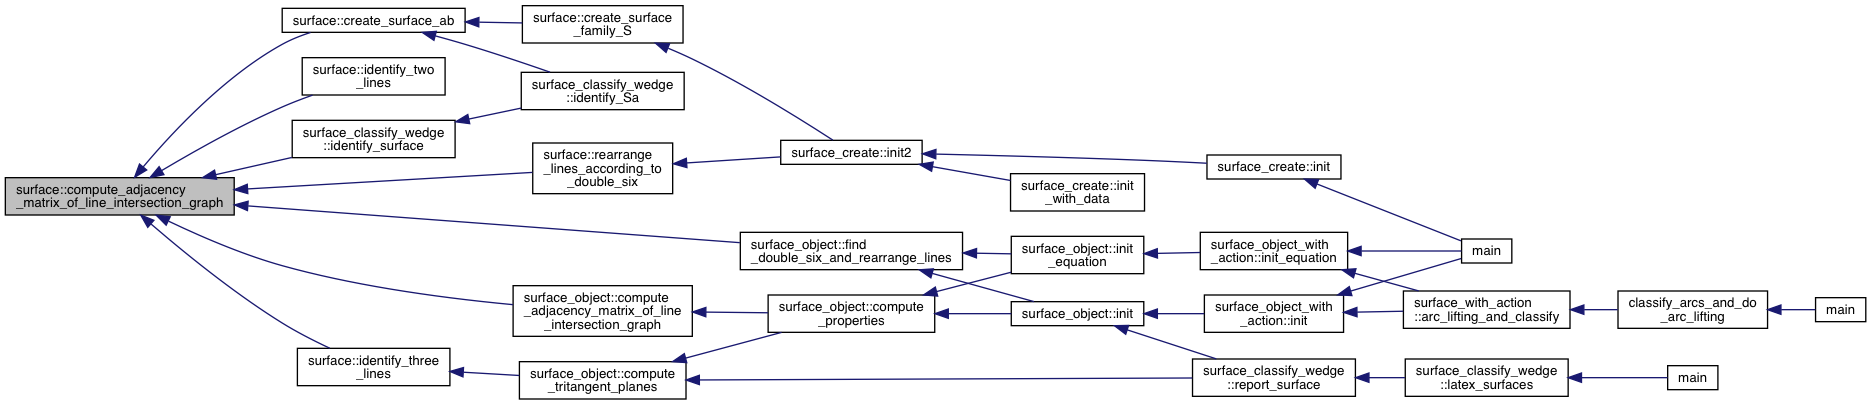 surface::compute_adjacency
_matrix_of_line_intersection_graph
surface::create_surface_ab
surface::identify_two
_lines
surface_classify_wedge
::identify_surface
surface::rearrange
_lines_according_to
_double_six
surface_object::find
_double_six_and_rearrange_lines
surface_object::compute
_adjacency_matrix_of_line
_intersection_graph
surface::identify_three
_lines
surface::create_surface
_family_S
surface_classify_wedge
::identify_Sa
surface_object::compute
_tritangent_planes
surface_create::init2
surface_object::compute
_properties
surface_create::init
surface_create::init
_with_data
surface_object::init
_equation
surface_object::init
surface_object_with
_action::init_equation
surface_object_with
_action::init
surface_classify_wedge
::report_surface
main
surface_with_action
::arc_lifting_and_classify
surface_classify_wedge
::latex_surfaces
classify_arcs_and_do
_arc_lifting
main
main